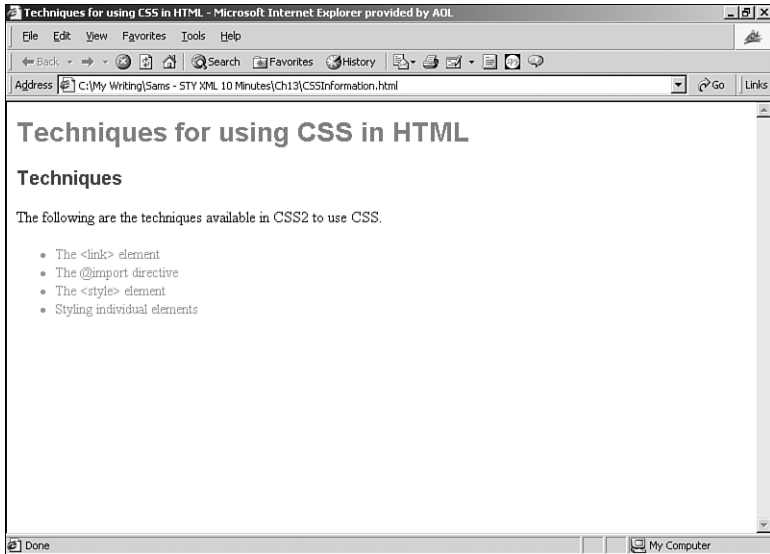 Techniques for using CSS in HTML - Microsoft Internet Explorer provided by AOL
File Edit View Favorites Tools Help
Back Search Favorites History
Address C:\My Writing\Sams - STY XML 10 Minutes\Ch13\CSSInformation.html Go Links
Techniques for using CSS in HTML
Techniques
The following are the techniques available in CSS2 to use CSS.
• The <link> element
• The @import directive
• The <style> element
• Styling individual elements
Done My Computer